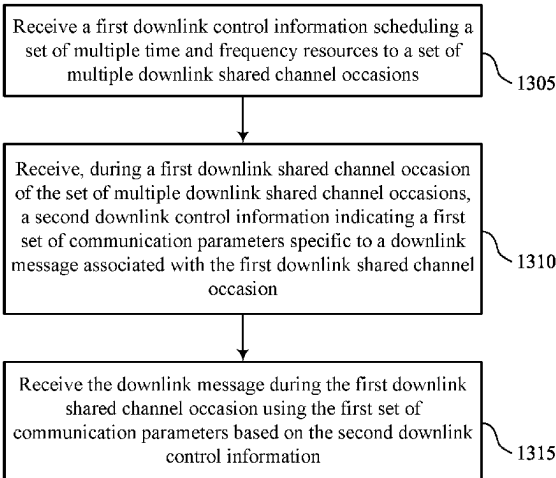 Receive a first downlink control information scheduling a
set of multiple time and frequency resources to a set of
multiple downlink shared channel occasions
1305
Receive, during a first downlink shared channel occasion
of the set of multiple downlink shared channel occasions,
a second downlink control information indicating a first
set of communication parameters specific to a downlink
message associated with the first downlink shared channel
occasion
1310
Receive the downlink message during the first downlink
shared channel occasion using the first set of
communication parameters based on the second downlink
control information
1315